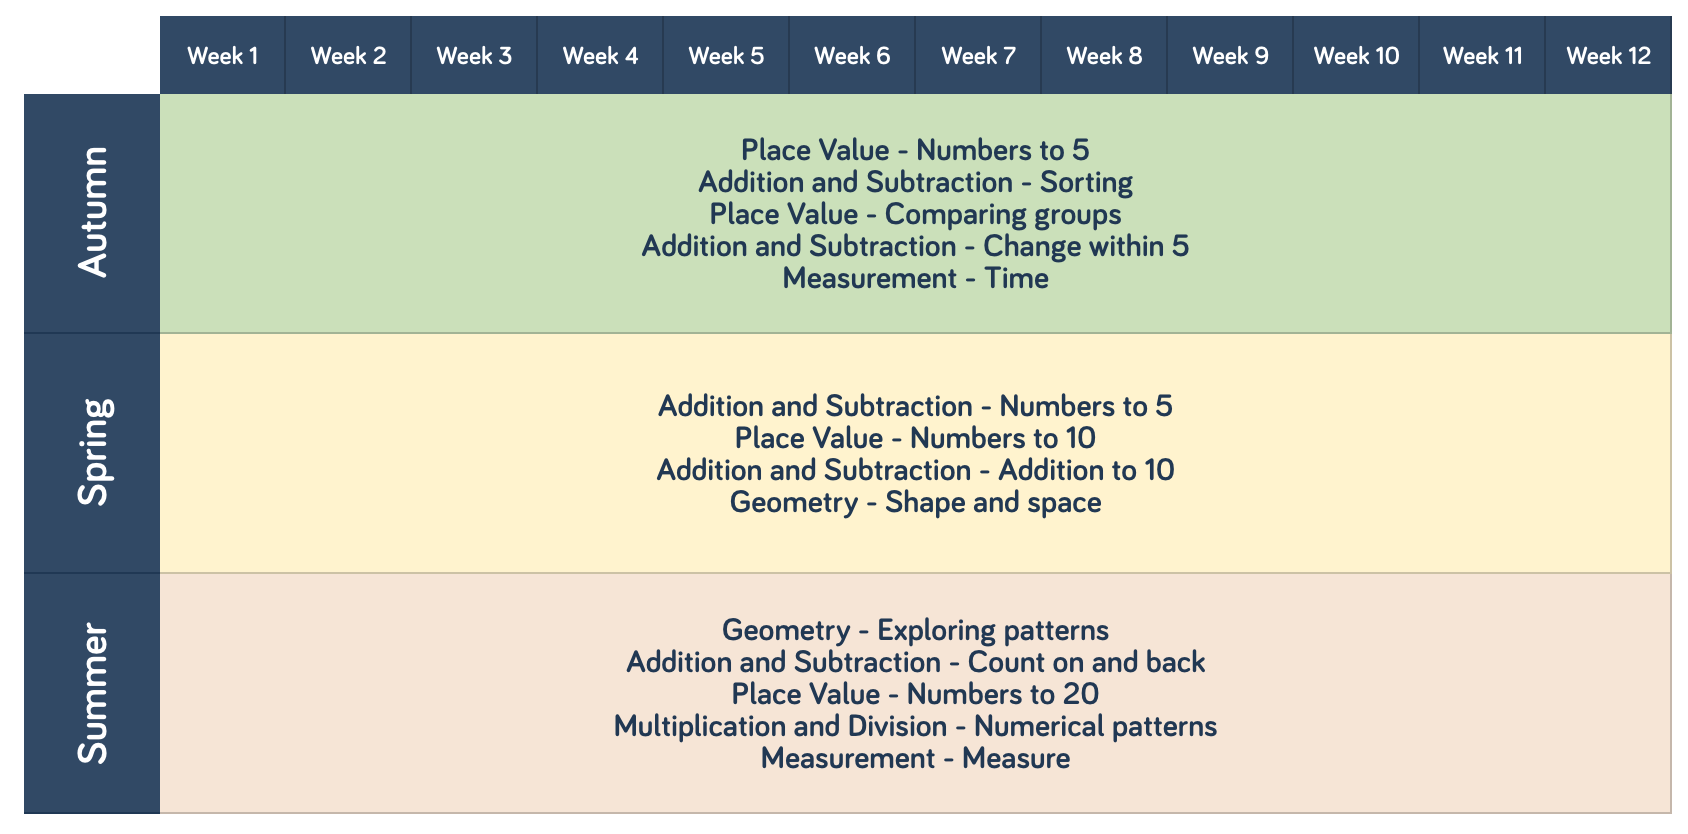 Week 1 Week 2 Week 3 Week 4 Week 5 Week 6 Week 7 Week 8 Week 9 Week 10 Week 11 Week 12
Autumn
Place Value - Numbers to 5
Addition and Subtraction - Sorting
Place Value - Comparing groups
Addition and Subtraction - Change within 5
Measurement - Time
Spring
Addition and Subtraction - Numbers to 5
Place Value - Numbers to 10
Addition and Subtraction - Addition to 10
Geometry - Shape and space
Summer
Geometry - Exploring patterns
Addition and Subtraction - Count on and back
Place Value - Numbers to 20
Multiplication and Division - Numerical patterns
Measurement - Measure